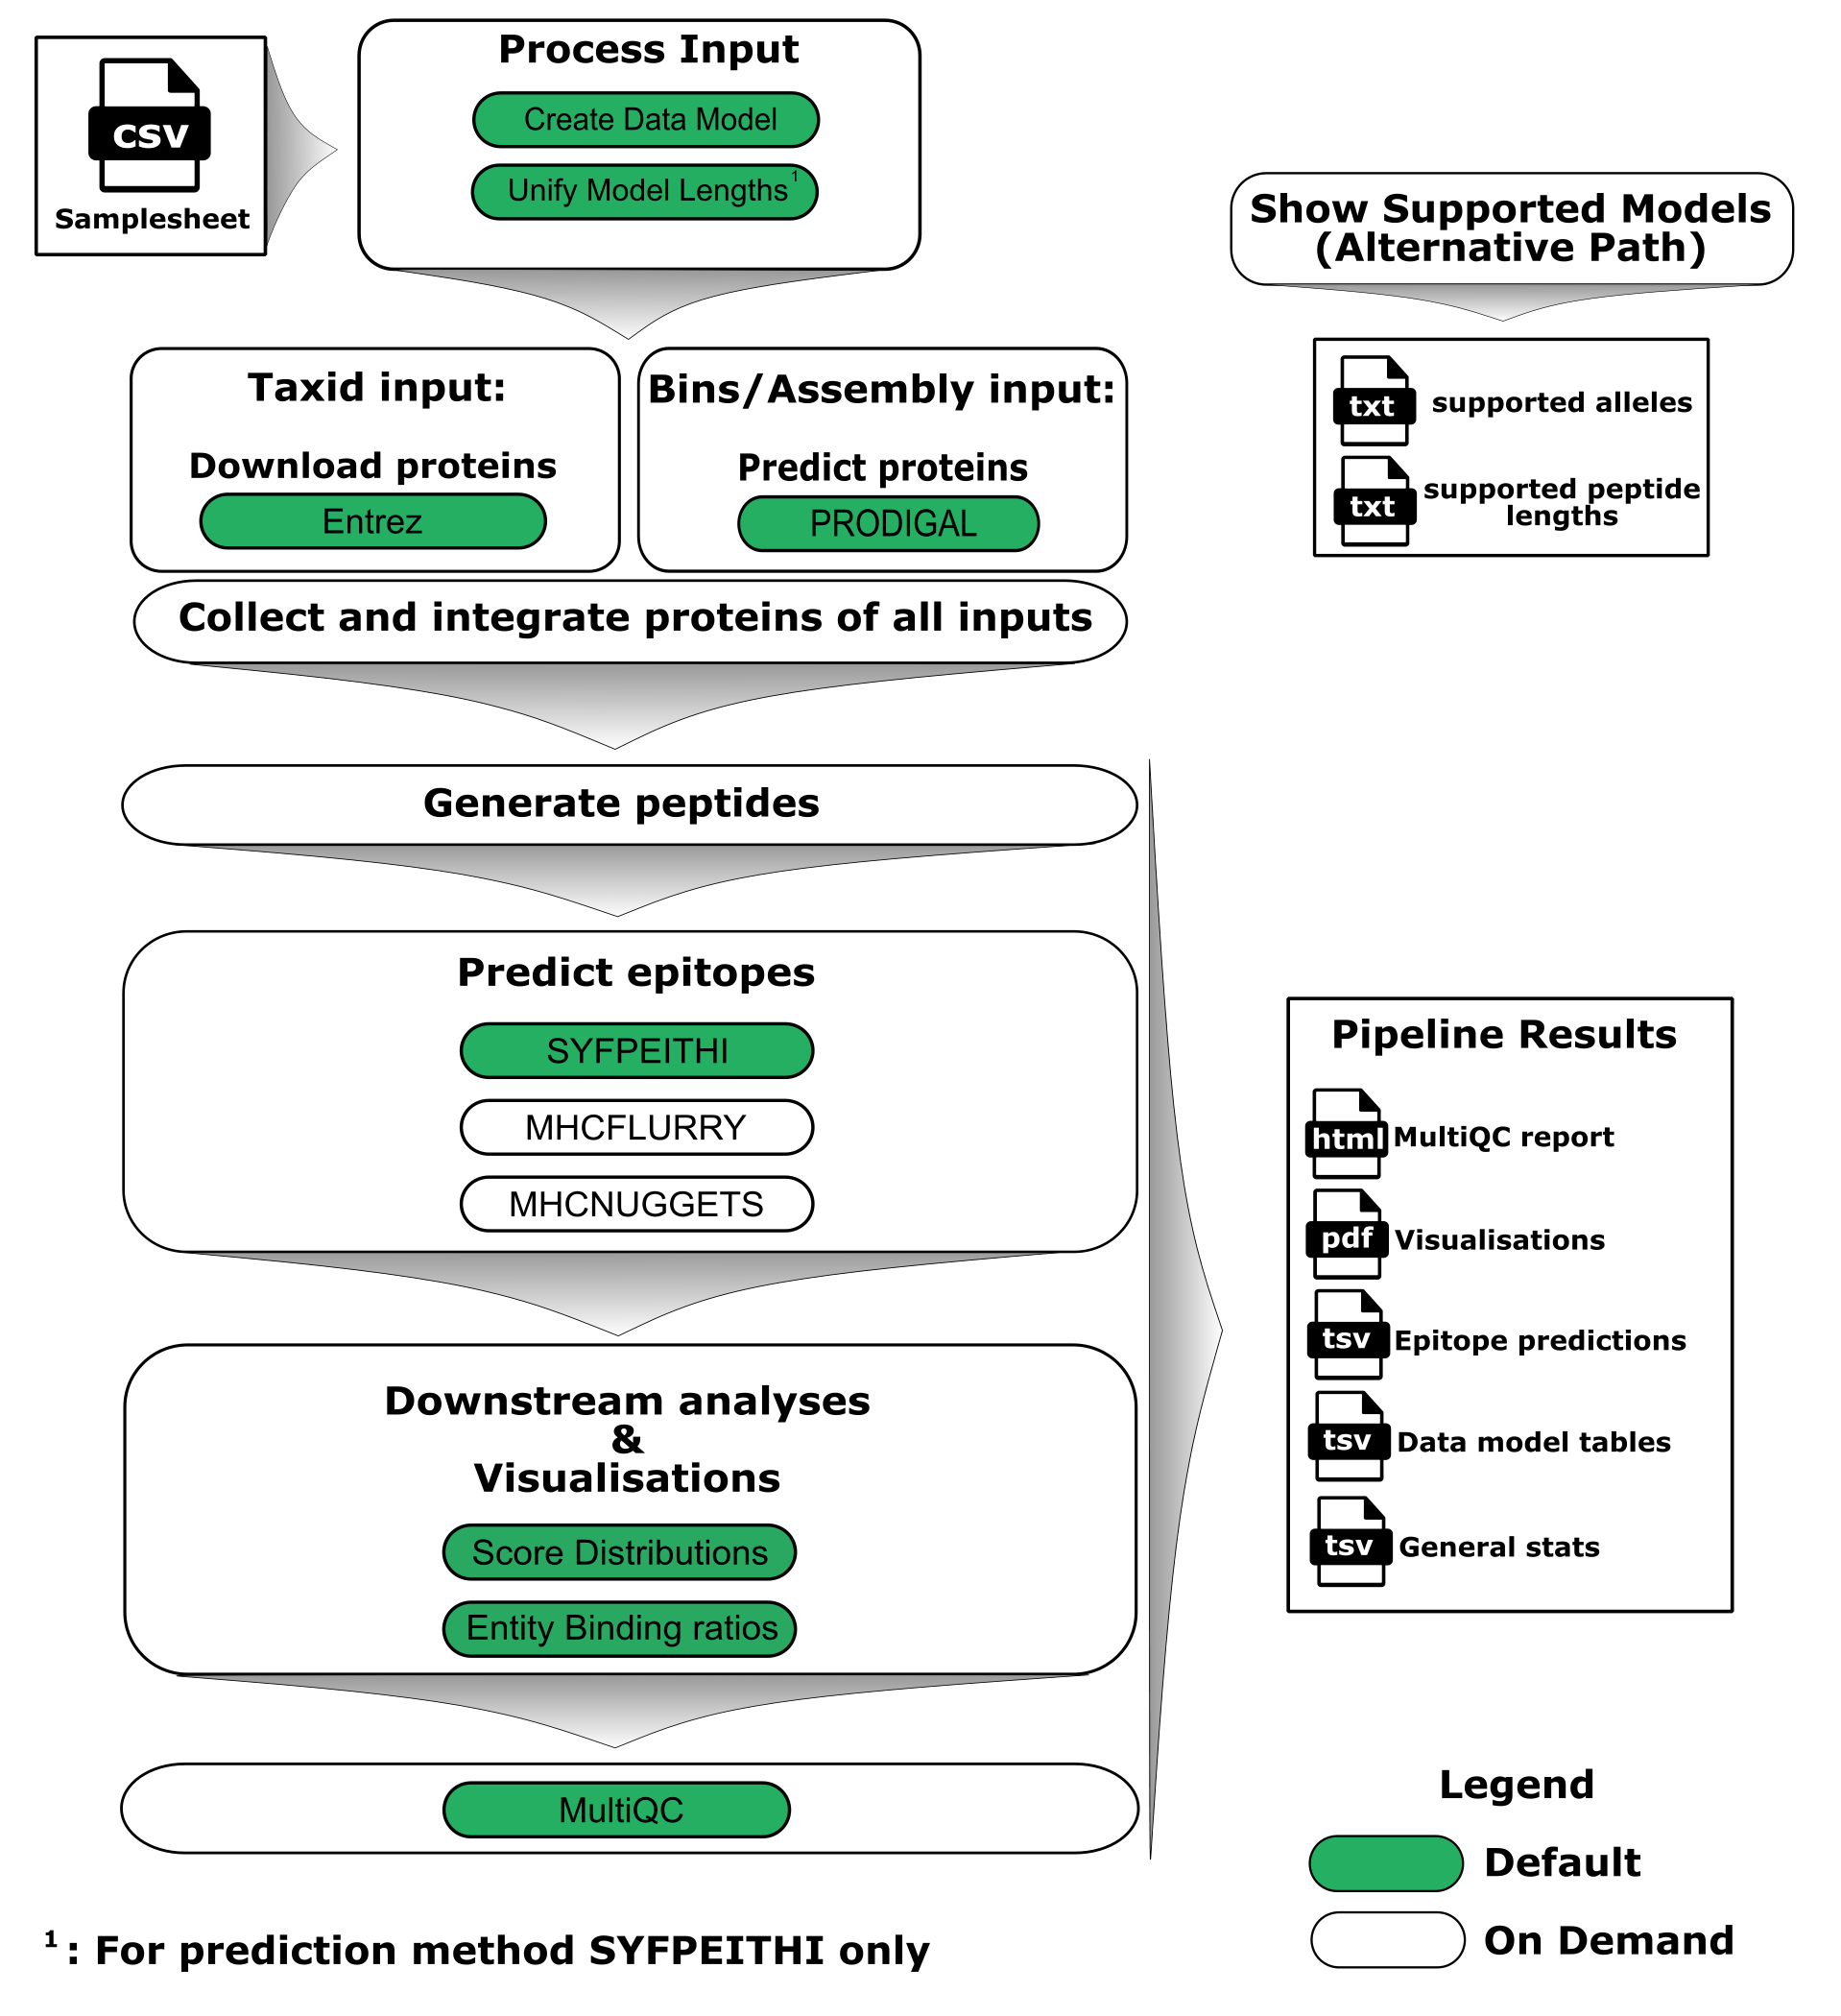 csv
Samplesheet
Process Input
Create Data Model
Unify Model Lengths¹
Show Supported Models
(Alternative Path)
txt supported alleles
txt supported peptide
lengths
Taxid input:
Download proteins
Entrez
Bins/Assembly input:
Predict proteins
PRODIGAL
Collect and integrate proteins of all inputs
Generate peptides
Predict epitopes
SYFPEITHI
MHCFLURRY
MHCNUGGETS
Downstream analyses
&
Visualisations
Score Distributions
Entity Binding ratios
MultiQC
Pipeline Results
html MultiQC report
pdf Visualisations
tsv Epitope predictions
tsv Data model tables
tsv General stats
Legend
Default
On Demand
¹ : For prediction method SYFPEITHI only